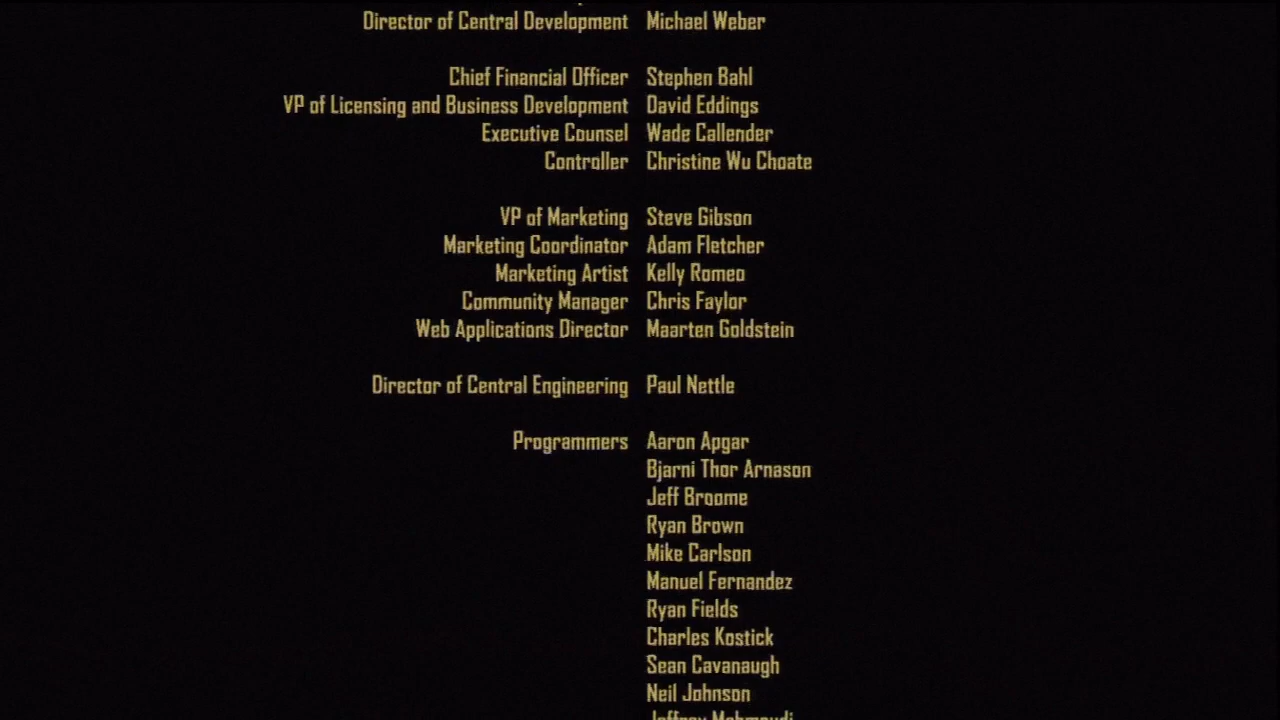 Director of Central Development Michael Weber
Chief Financial Officer Stephen Bahl
VP of Licensing and Business Development David Eddings
Executive Counsel Wade Callender
Controller Christine Wu Choate
VP of Marketing Steve Gibson
Marketing Coordinator Adam Fletcher
Marketing Artist Kelly Romeo
Community Manager Chris Faylor
Web Applications Director Maarten Goldstein
Director of Central Engineering Paul Nettle
Programmers Aaron Apgar
Bjarni Thor Arnason
Jeff Broome
Ryan Brown
Mike Carlson
Manuel Fernandez
Ryan Fields
Charles Kostick
Sean Cavanaugh
Neil Johnson